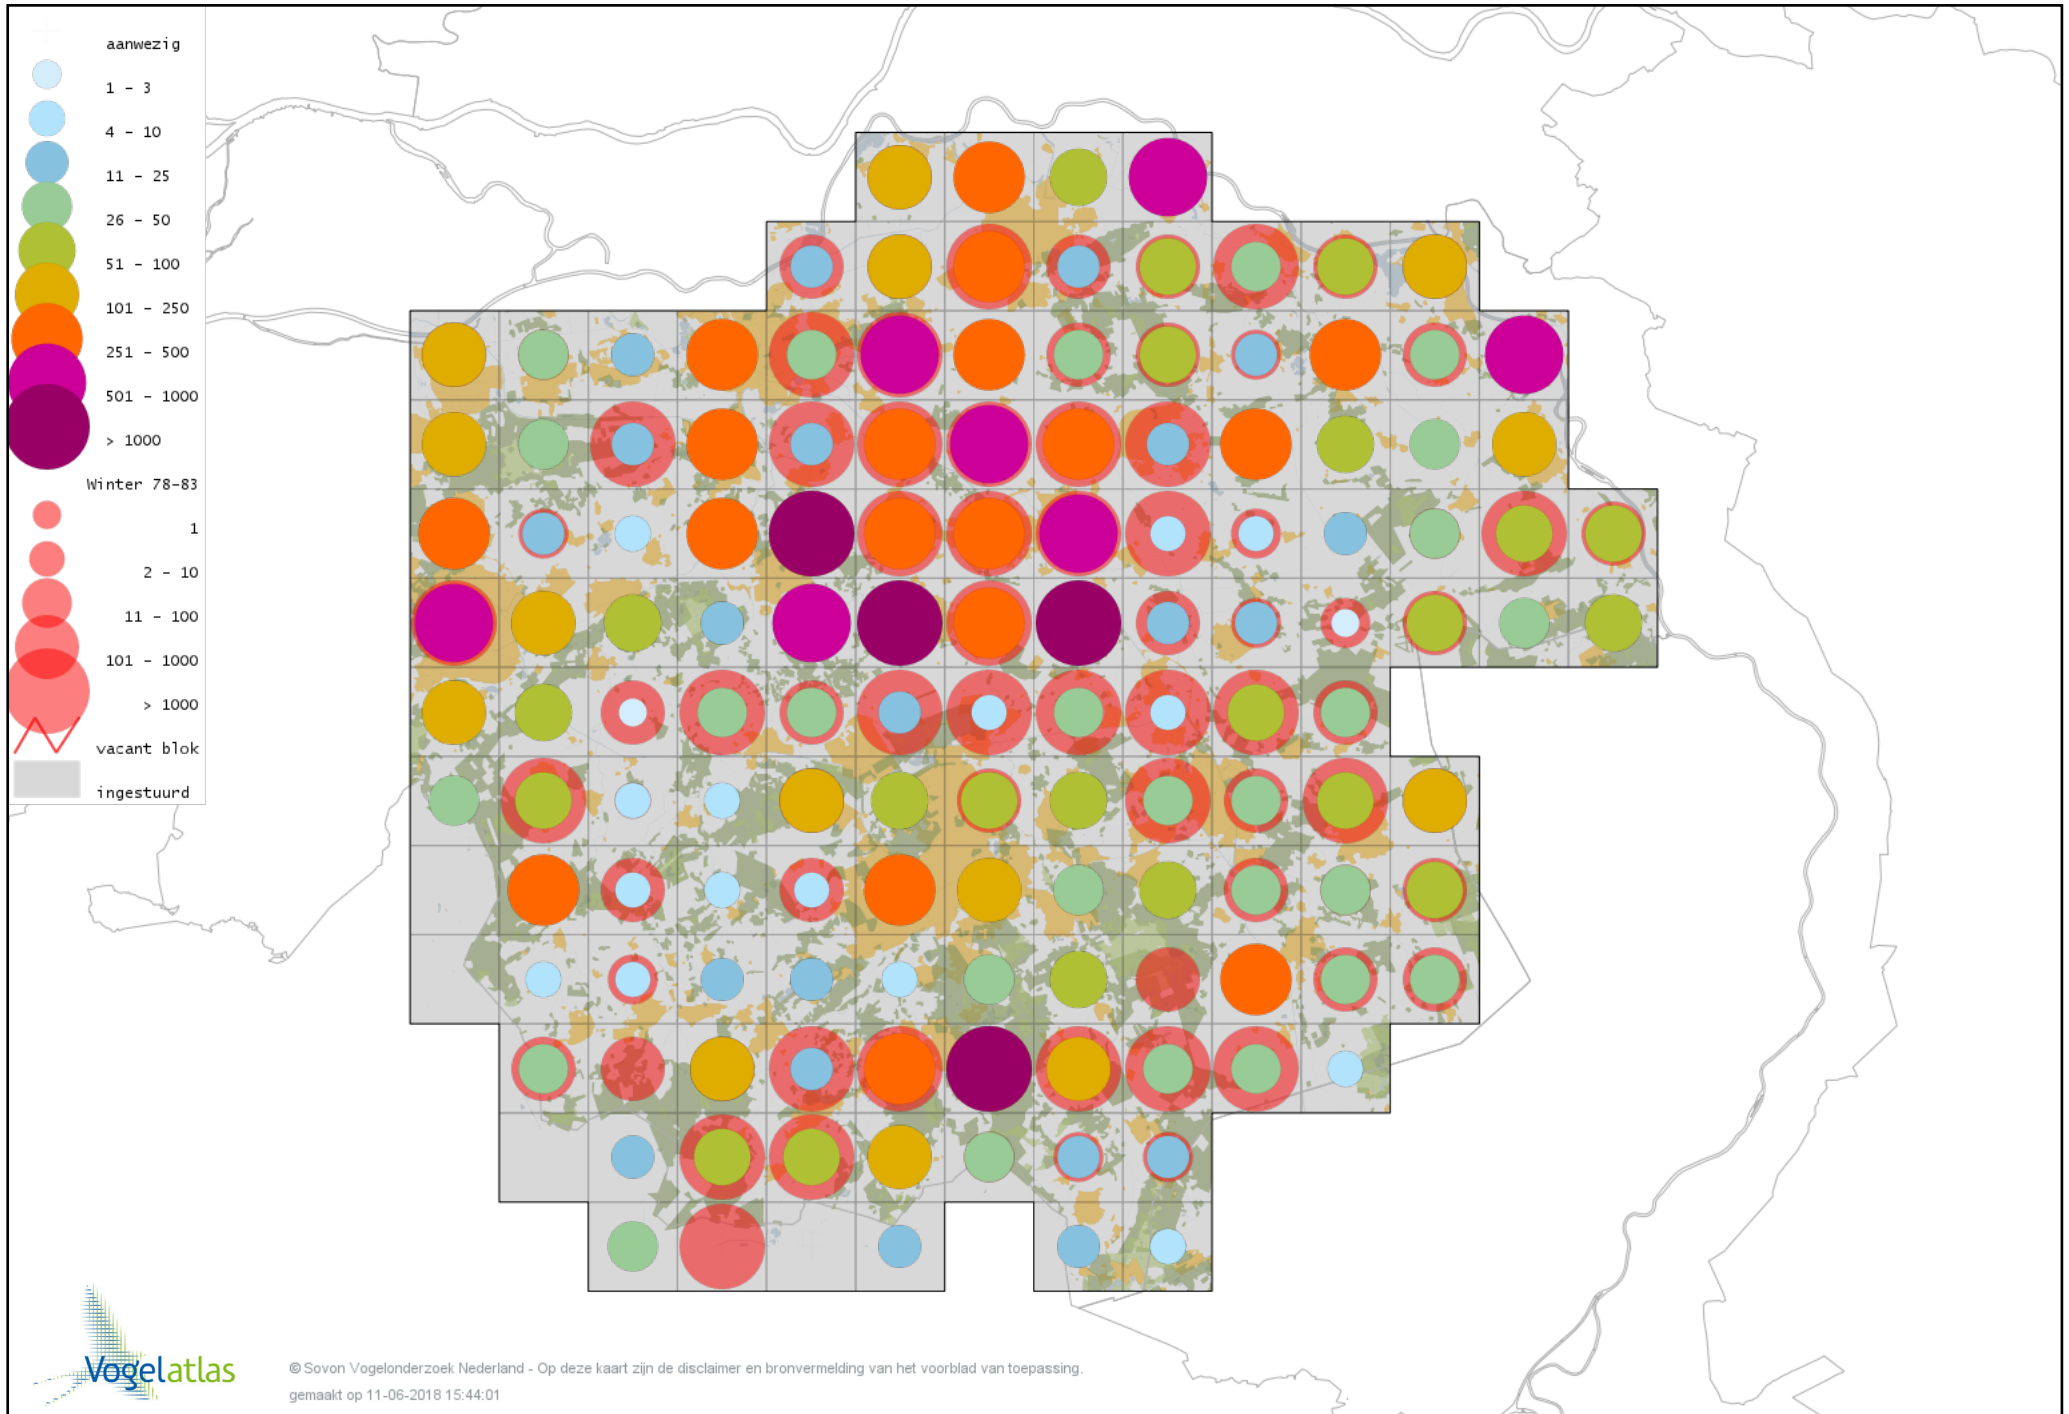 aanwezig
1 - 3
4 - 10
11 - 25
26 - 50
51 - 100
101 - 250
251 - 500
501 - 1000
> 1000
Winter 78-83
1
2 - 10
11 - 100
101 - 1000
> 1000
vacant blok
ingestuurd
Vogelatlas
© Sovon Vogelonderzoek Nederland - Op deze kaart zijn de disclaimer en bronvermelding van het voorblad van toepassing.
gemaakt op 11-06-2018 15:44:01